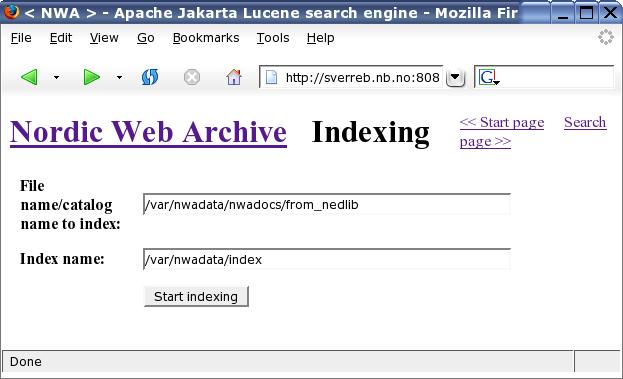 < NWA > - Apache Jakarta Lucene search engine - Mozilla Fir
File Edit View Go Bookmarks Tools Help
http://sverreb.nb.no:808
G
Nordic Web Archive Indexing << Start page Search
page >>
File
name/catalog
name to index:
/var/nwadata/nwadocs/from_nedlib
Index name: /var/nwadata/index
Start indexing
Done